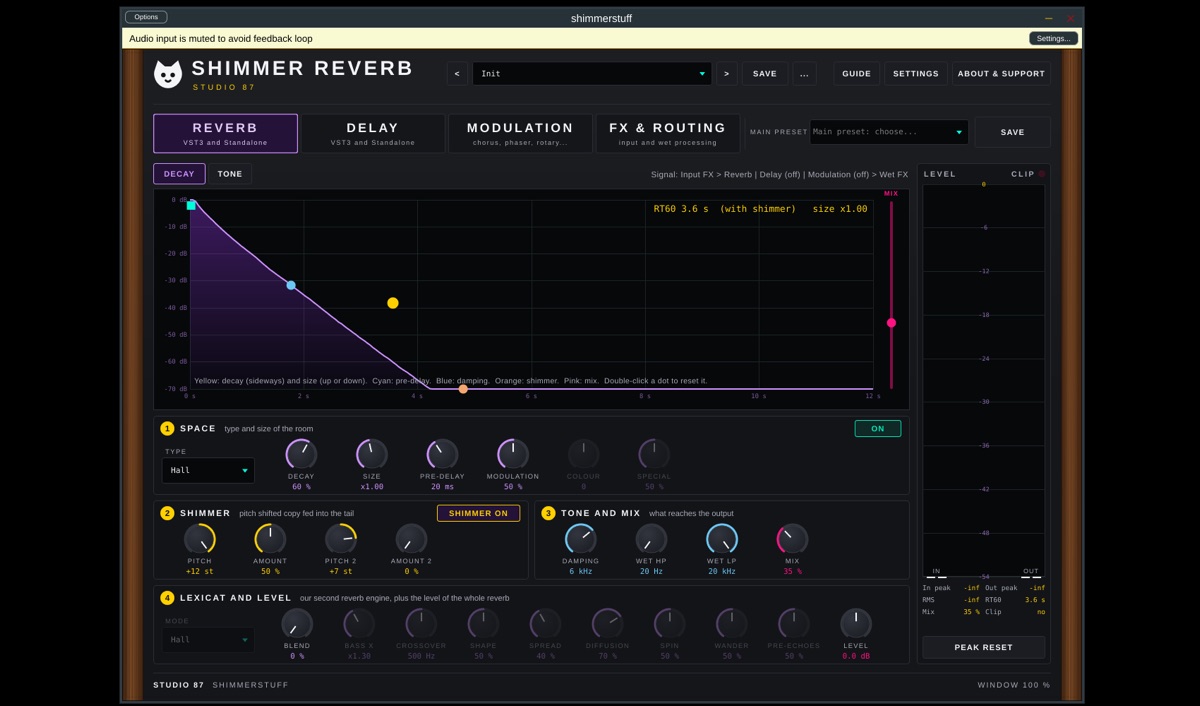 Options
shimmerstuff
Audio input is muted to avoid feedback loop
Settings...
SHIMMER REVERB
STUDIO 87
<
Init
>
SAVE
...
GUIDE
SETTINGS
ABOUT & SUPPORT
REVERB
VST3 and Standalone
DELAY
VST3 and Standalone
MODULATION
chorus, phaser, rotary...
FX & ROUTING
input and wet processing
MAIN PRESET
Main preset: choose...
SAVE
DECAY
TONE
Signal: Input FX > Reverb | Delay (off) | Modulation (off) > Wet FX
LEVEL
CLIP
MIX
RT60 3.6 s (with shimmer) size x1.00
0 dB
-10 dB
-20 dB
-30 dB
-40 dB
-50 dB
-60 dB
-70 dB
Yellow: decay (sideways) and size (up or down). Cyan: pre-delay. Blue: damping. Orange: shimmer. Pink: mix. Double-click a dot to reset it.
0 s
2 s
4 s
6 s
8 s
10 s
12 s
0
-6
-12
-18
-24
-30
-36
-42
-48
-54
1 SPACE type and size of the room
ON
TYPE
Hall
DECAY
60 %
SIZE
x1.00
PRE-DELAY
20 ms
MODULATION
50 %
COLOUR
0
SPECIAL
50 %
2 SHIMMER pitch shifted copy fed into the tail
SHIMMER ON
PITCH
+12 st
AMOUNT
50 %
PITCH 2
+7 st
AMOUNT 2
0 %
3 TONE AND MIX what reaches the output
DAMPING
6 kHz
WET HP
20 Hz
WET LP
20 kHz
MIX
35 %
4 LEXICAT AND LEVEL our second reverb engine, plus the level of the whole reverb
MODE
Hall
BLEND
0 %
BASS X
x1.30
CROSSOVER
500 Hz
SHAPE
50 %
SPREAD
40 %
DIFFUSION
70 %
SPIN
50 %
WANDER
50 %
PRE-ECHOES
50 %
LEVEL
0.0 dB
IN
OUT
In peak -inf Out peak -inf
RMS -inf RT60 3.6 s
Mix 35 % Clip no
PEAK RESET
STUDIO 87 SHIMMERSTUFF
WINDOW 100 %